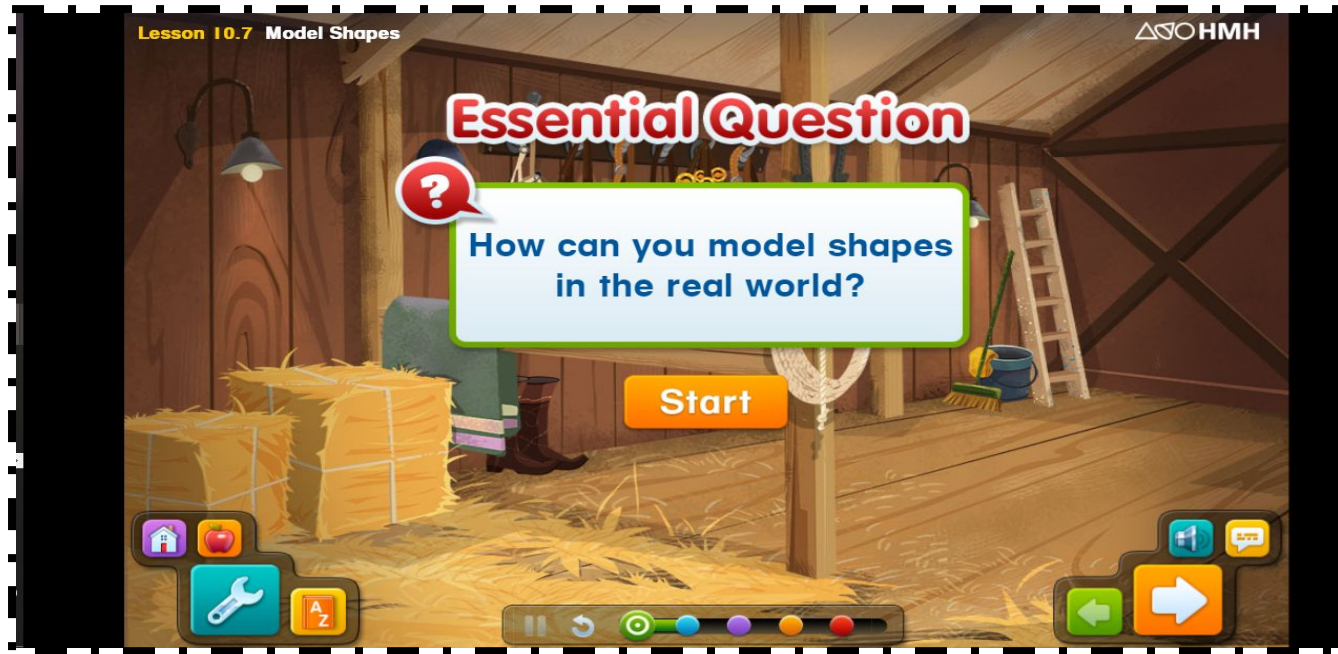 Lesson 10.7 Model Shapes
HMH
Essential Question
?
How can you model shapes
in the real world?
Start
A
Z